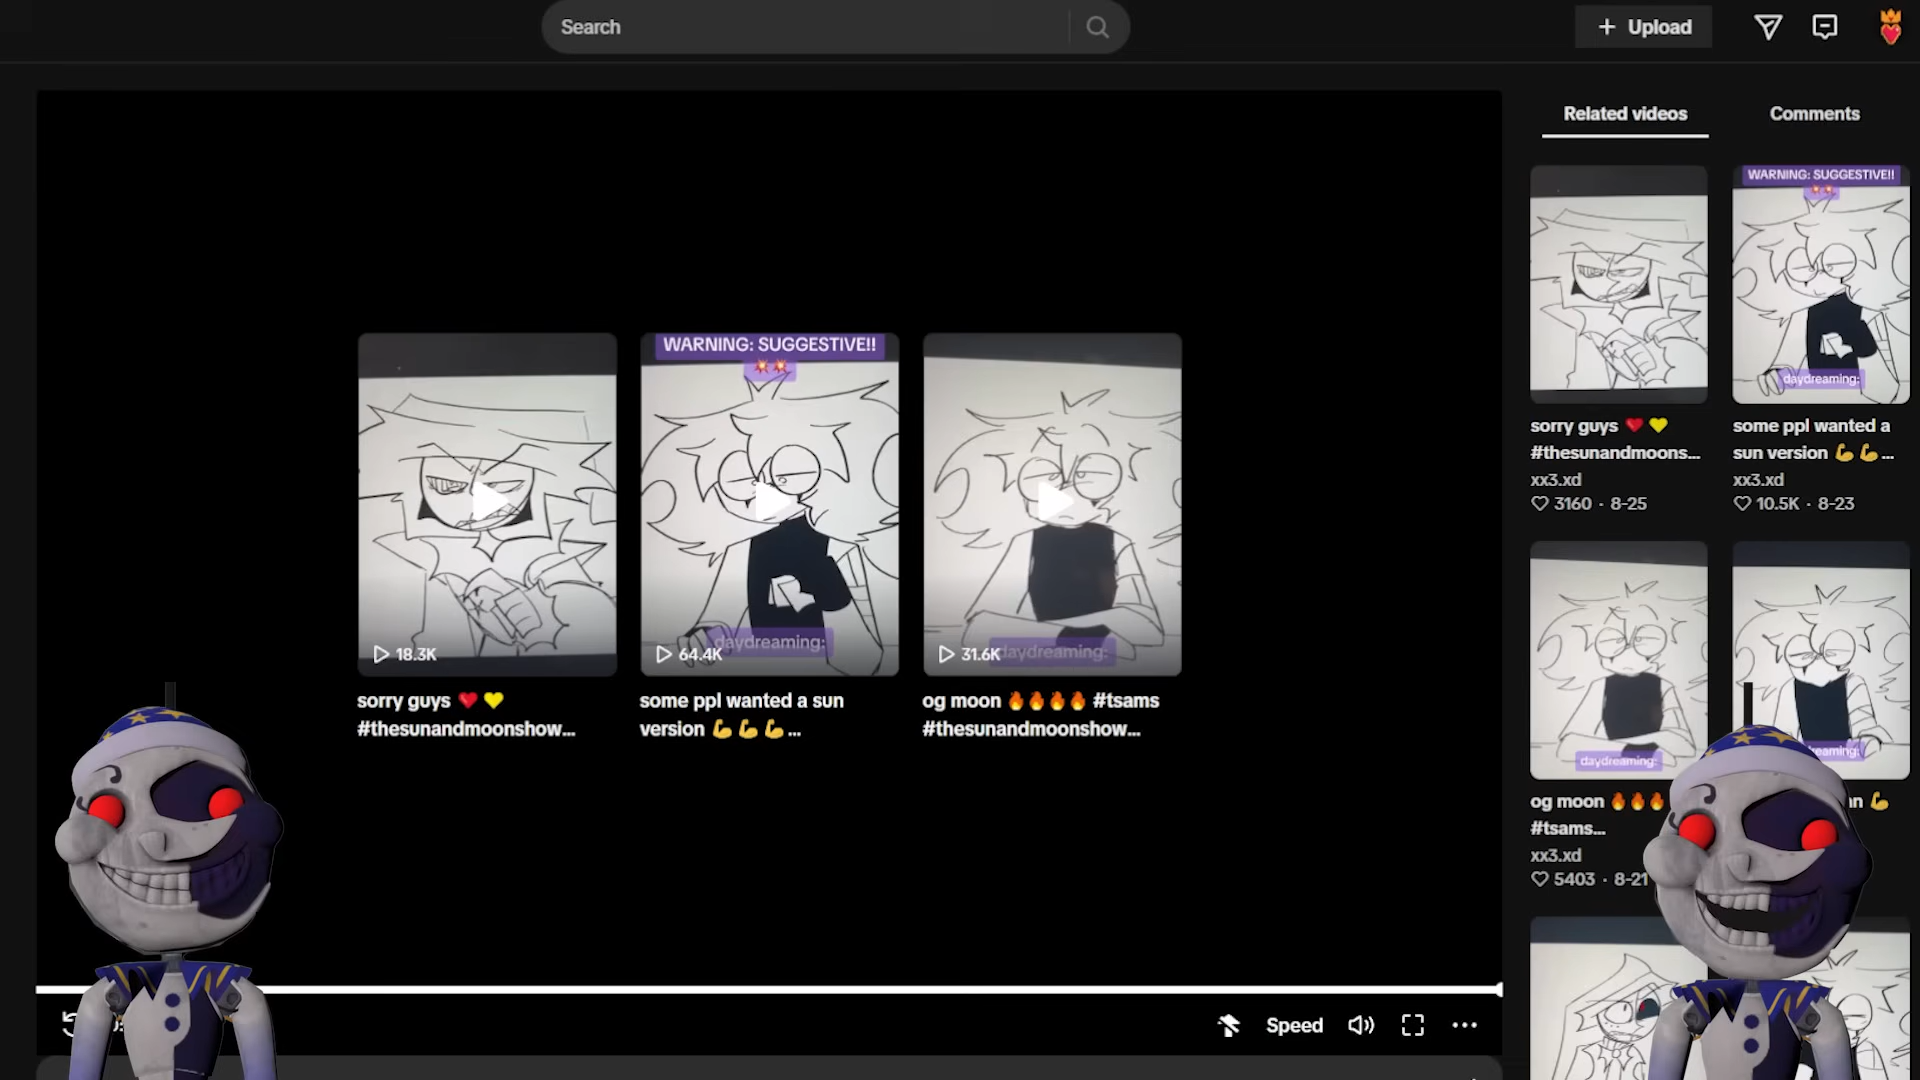 Search
+ Upload
Related videos
Comments
WARNING: SUGGESTIVE!!
💥💥
daydreaming:
daydreaming:
18.3K
64.4K
31.6K
sorry guys ❤️ 💛
#thesunandmoonshow...
some ppl wanted a sun
version 💪 💪 💪 ...
og moon 🔥🔥🔥🔥 #tsams
#thesunandmoonshow...
WARNING: SUGGESTIVE!!
💥💥
daydreaming:
sorry guys ❤️ 💛
#thesunandmoons...
xx3.xd
3160 · 8-25
some ppl wanted a
sun version 💪 💪 ...
xx3.xd
10.5K · 8-23
daydreaming:
og moon 🔥🔥🔥
#tsams...
xx3.xd
5403 · 8-21
Speed